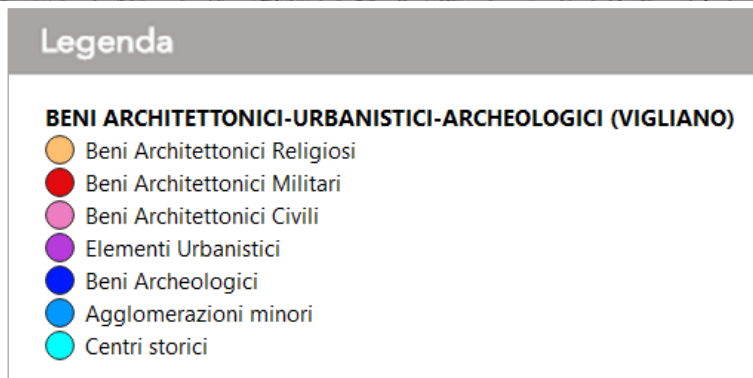 Legenda
BENI ARCHITETTONICI-URBANISTICI-ARCHEOLOGICI (VIGLIANO)
Beni Architettonici Religiosi
Beni Architettonici Militari
Beni Architettonici Civili
Elementi Urbanistici
Beni Archeologici
Agglomerazioni minori
Centri storici